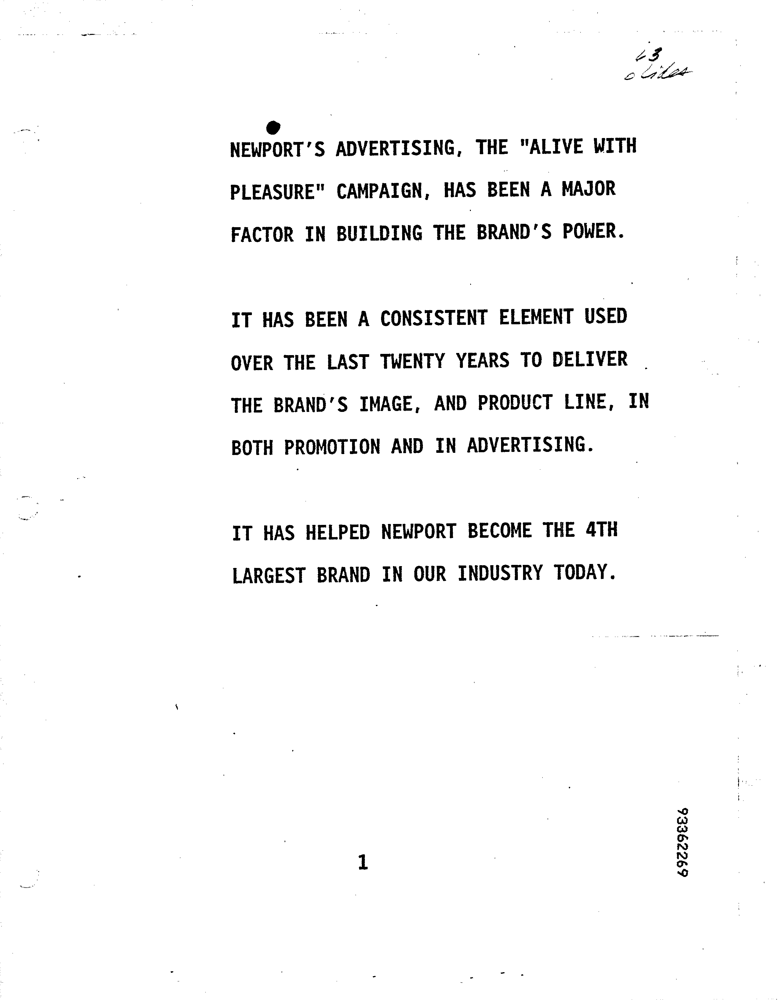 63
slides
NEWPORT'S ADVERTISING, THE "ALIVE WITH
PLEASURE" CAMPAIGN, HAS BEEN A MAJOR
FACTOR IN BUILDING THE BRAND'S POWER.
IT HAS BEEN A CONSISTENT ELEMENT USED
OVER THE LAST TWENTY YEARS TO DELIVER
THE BRAND'S IMAGE, AND PRODUCT LINE, IN
BOTH PROMOTION AND IN ADVERTISING.
IT HAS HELPED NEWPORT BECOME THE 4TH
LARGEST BRAND IN OUR INDUSTRY TODAY.
93362269
1